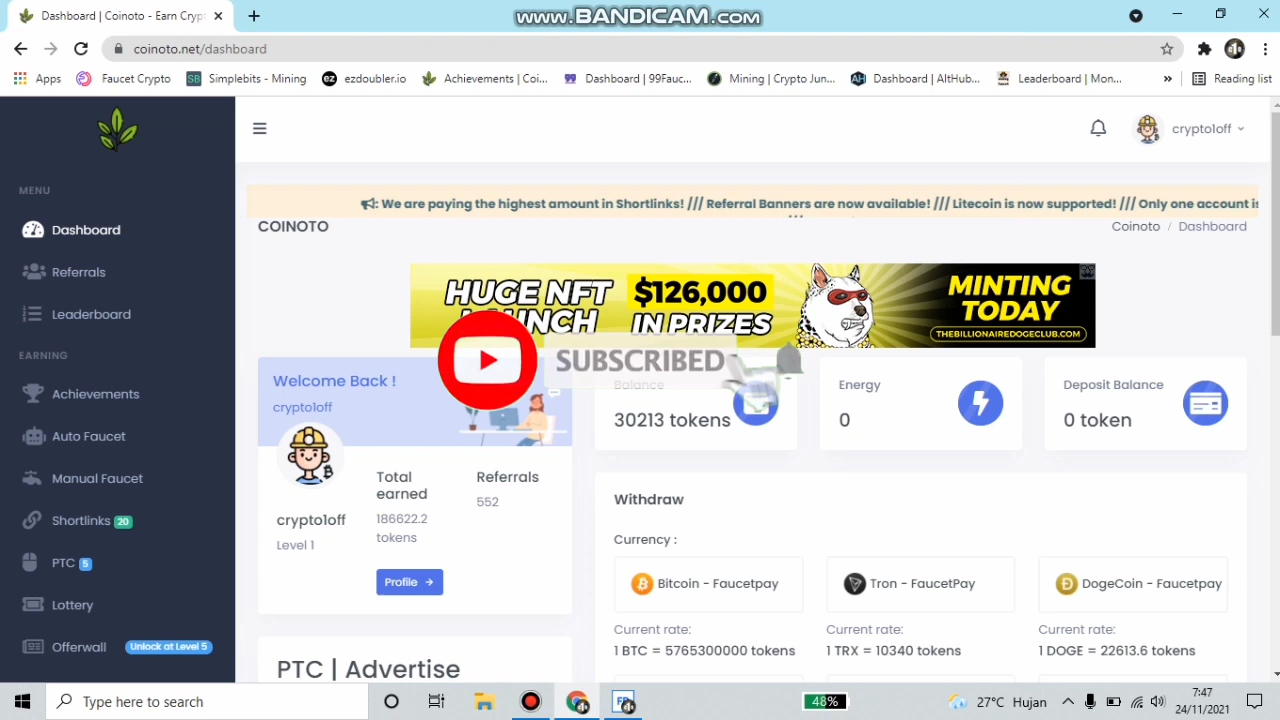 www.BANDICAM.com
Dashboard | Coinoto - Earn Cryp
coinoto.net/dashboard
Apps
Faucet Crypto
SB Simplebits - Mining
ez ezdoubler.io
Achievements | Coi...
Dashboard | 99Fauc...
Mining | Crypto Jun...
AH Dashboard | AltHub...
Leaderboard | Mon...
»
Reading list
crypto1off
MENU
Dashboard
Referrals
Leaderboard
EARNING
Achievements
Auto Faucet
Manual Faucet
Shortlinks 20
PTC 5
Lottery
Offerwall Unlock at Level 5
: We are paying the highest amount in Shortlinks! /// Referral Banners are now available! /// Litecoin is now supported! /// Only one account is
COINOTO
Coinoto / Dashboard
HUGE NFT LAUNCH
$126,000 IN PRIZES
MINTING TODAY
THEBILLIONAIREDOGECLUB.COM
SUBSCRIBED
Welcome Back !
crypto1off
crypto1off
Level 1
Total earned
186622.2 tokens
Referrals
552
Profile →
Balance
30213 tokens
Energy
0
Deposit Balance
0 token
Withdraw
Currency :
Bitcoin - Faucetpay
Tron - FaucetPay
DogeCoin - Faucetpay
Current rate:
1 BTC = 5765300000 tokens
Current rate:
1 TRX = 10340 tokens
Current rate:
1 DOGE = 22613.6 tokens
PTC | Advertise
Type here to search
48%
27°C Hujan
7:47
24/11/2021